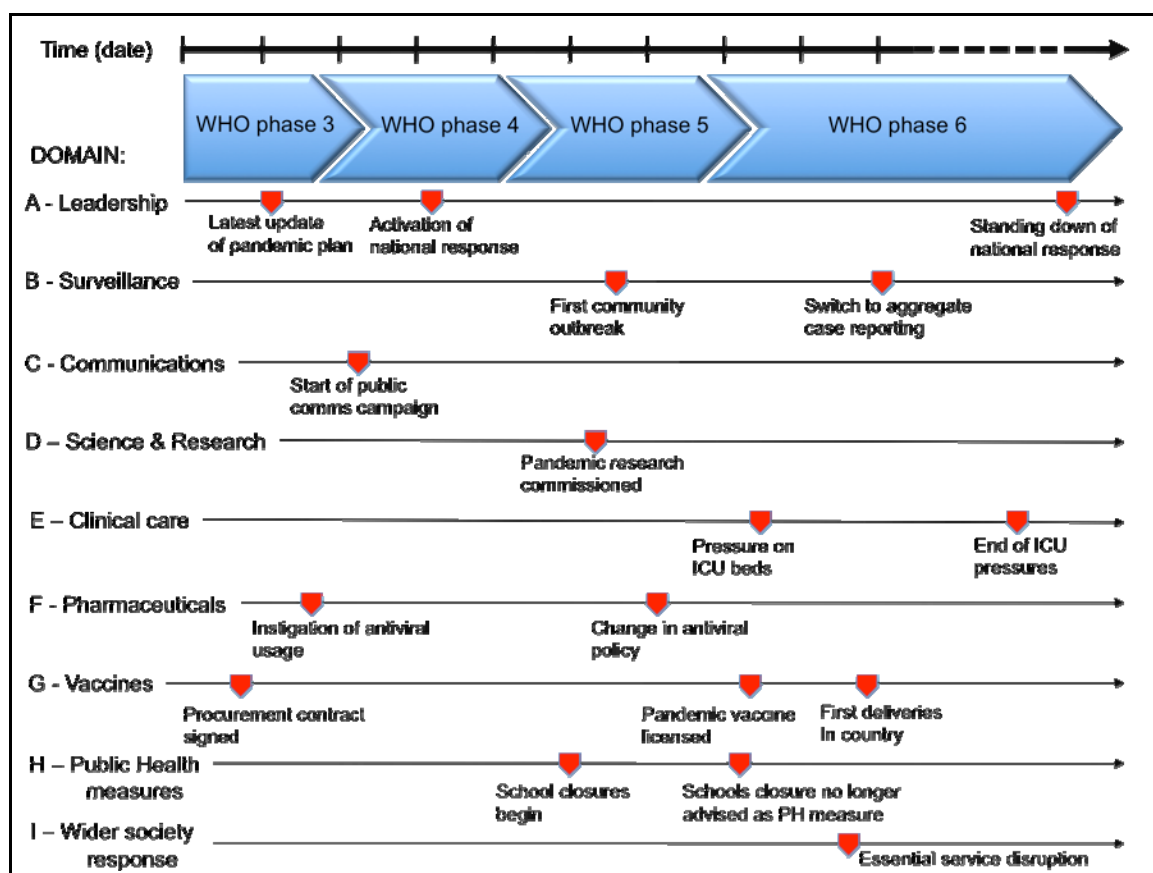 Time (date)
WHO phase 3
WHO phase 4
WHO phase 5
WHO phase 6
DOMAIN:
A - Leadership
Latest update
of pandemic plan
Activation of
national response
Standing down of
national response
B - Surveillance
First community
outbreak
Switch to aggregate
case reporting
C - Communications
Start of public
comms campaign
D – Science & Research
Pandemic research
commissioned
E – Clinical care
Pressure on
ICU beds
End of ICU
pressures
F - Pharmaceuticals
Instigation of antiviral
usage
Change in antiviral
policy
G - Vaccines
Procurement contract
signed
Pandemic vaccine
licensed
First deliveries
in country
H – Public Health
measures
School closures
begin
Schools closure no longer
advised as PH measure
I – Wider society
response
Essential service disruption